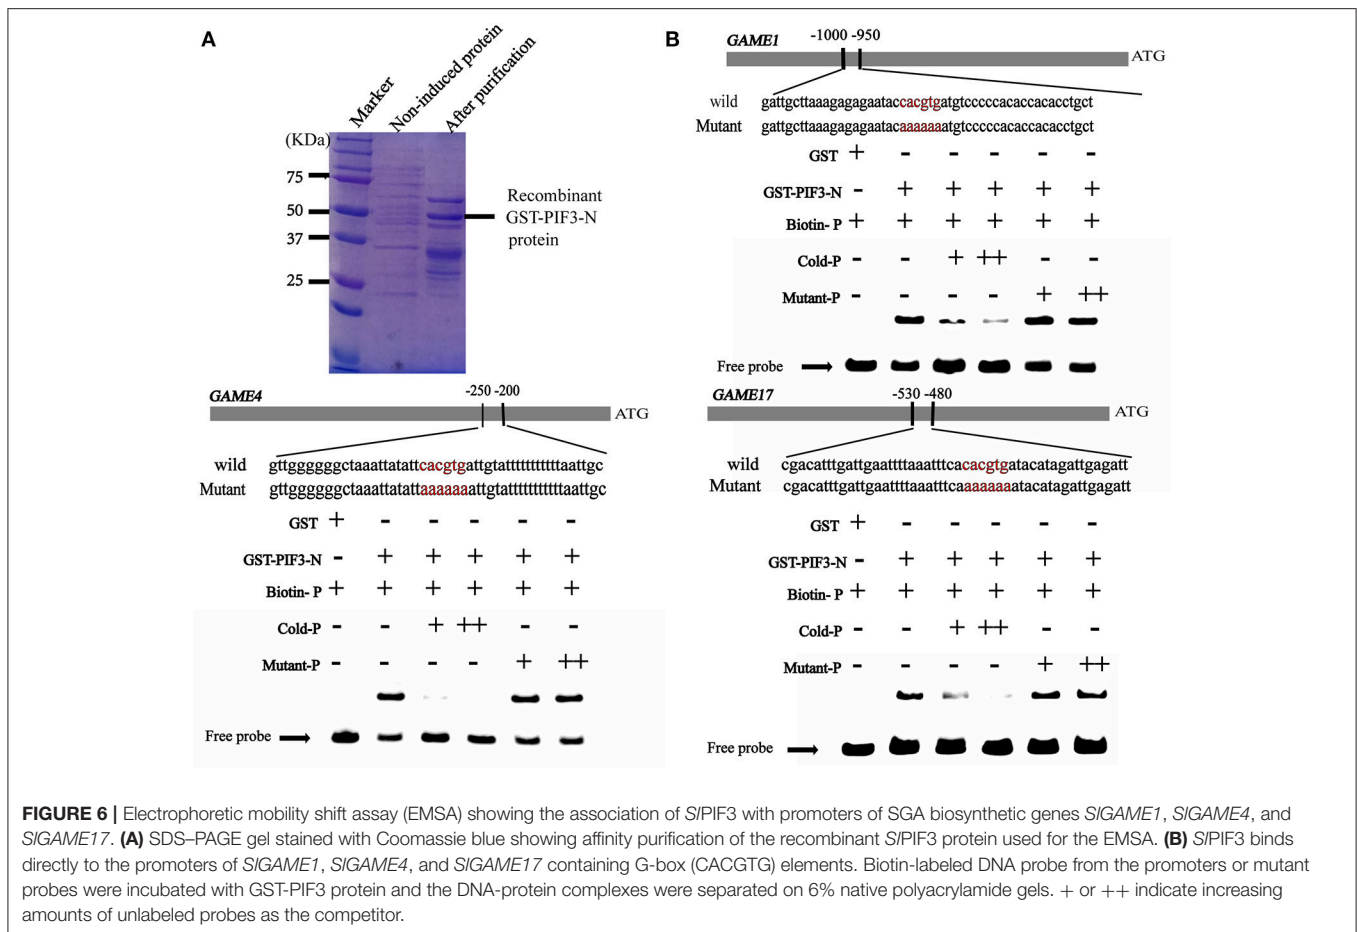 A
Marker
Non-induced protein
After purification
(KDa)
75
50
37
25
Recombinant
GST-PIF3-N
protein
B
GAME1
-1000 -950
ATG
wild gattgcttaaagagagaataccacgtgatgtcccccacaccacacctgct
Mutant gattgcttaaagagagaatacaaaaaaatgtcccccacaccacacctgct
GST + - - - - -
GST-PIF3-N - + + + + +
Biotin- P + + + + + +
Cold-P - - + ++ - -
Mutant-P - - - - + ++
Free probe
GAME4
-250 -200
ATG
wild gttggggggctaaattatattcacgtgattgtatttttttttttaattgc
Mutant gttggggggctaaattatattaaaaaaattgtatttttttttttaattgc
GST + - - - - -
GST-PIF3-N - + + + + +
Biotin- P + + + + + +
Cold-P - - + ++ - -
Mutant-P - - - - + ++
Free probe
GAME17
-530 -480
ATG
wild cgacatttgattgaattttaaatttcacacgtgatacatagattgagatt
Mutant cgacatttgattgaattttaaatttcaaaaaaaatacatagattgagatt
GST + - - - - -
GST-PIF3-N - + + + + +
Biotin- P + + + + + +
Cold-P - - + ++ - -
Mutant-P - - - - + ++
Free probe
FIGURE 6 | Electrophoretic mobility shift assay (EMSA) showing the association of SlPIF3 with promoters of SGA biosynthetic genes SlGAME1, SlGAME4, and
SlGAME17. (A) SDS–PAGE gel stained with Coomassie blue showing affinity purification of the recombinant SlPIF3 protein used for the EMSA. (B) SlPIF3 binds
directly to the promoters of SlGAME1, SlGAME4, and SlGAME17 containing G-box (CACGTG) elements. Biotin-labeled DNA probe from the promoters or mutant
probes were incubated with GST-PIF3 protein and the DNA-protein complexes were separated on 6% native polyacrylamide gels. + or ++ indicate increasing
amounts of unlabeled probes as the competitor.